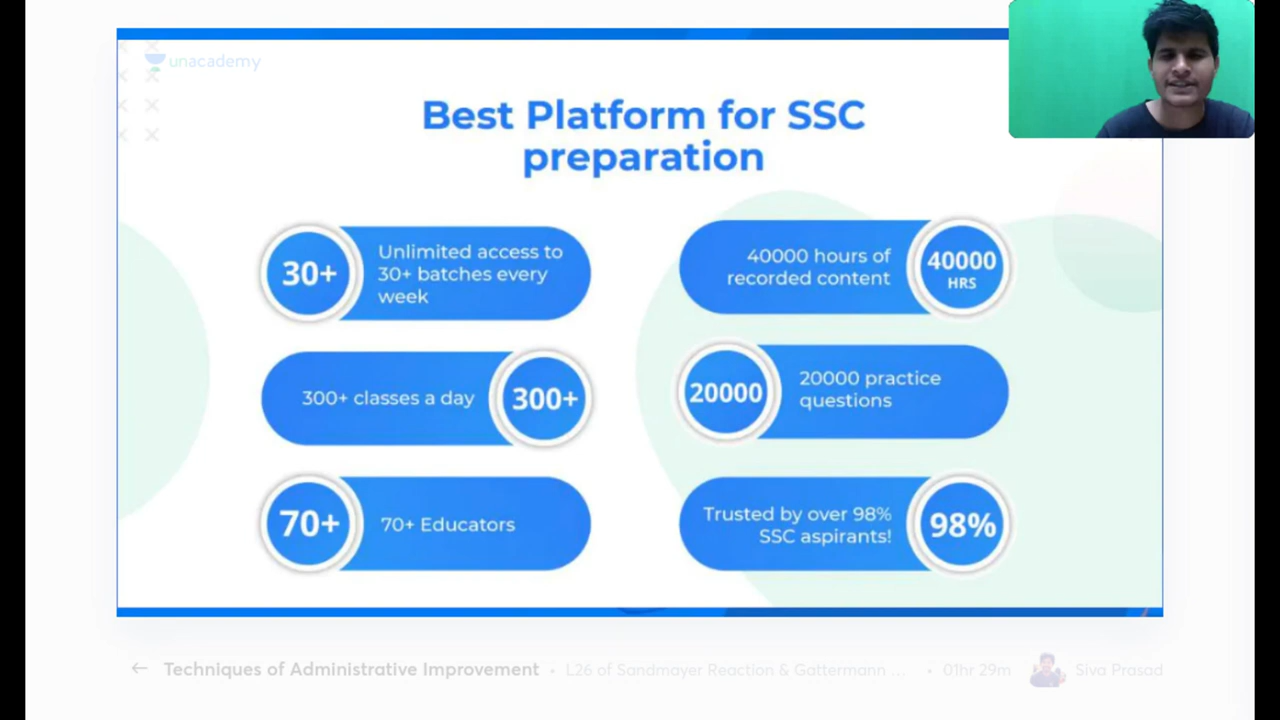 unacademy
Best Platform for SSC
preparation
30+
Unlimited access to
30+ batches every
week
40000 hours of
recorded content
40000
HRS
300+ classes a day
300+
20000
20000 practice
questions
70+
70+ Educators
Trusted by over 98%
SSC aspirants!
98%
← Techniques of Administrative Improvement • L26 of Sandmayer Reaction & Gattermann ... • 01hr 29m Siva Prasad